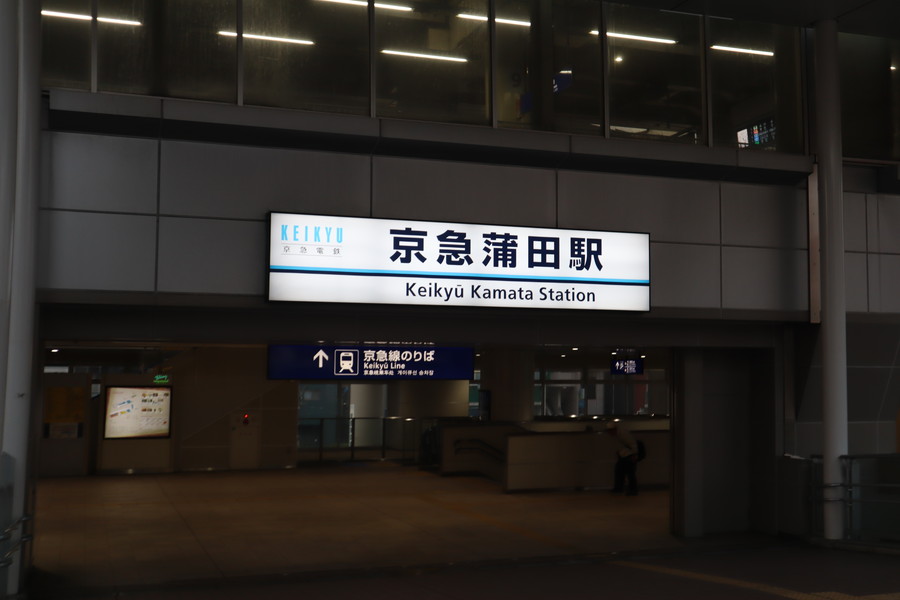 KEIKYU
京急電鉄
京急蒲田駅
Keikyū Kamata Station
京急線のりば
Keikyū Line